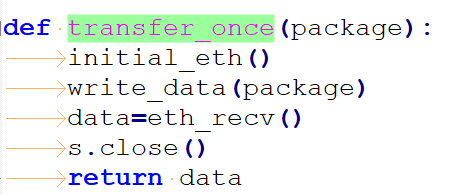 def transfer_once(package):
initial_eth()
write_data(package)
data=eth_recv()
s.close()
return data